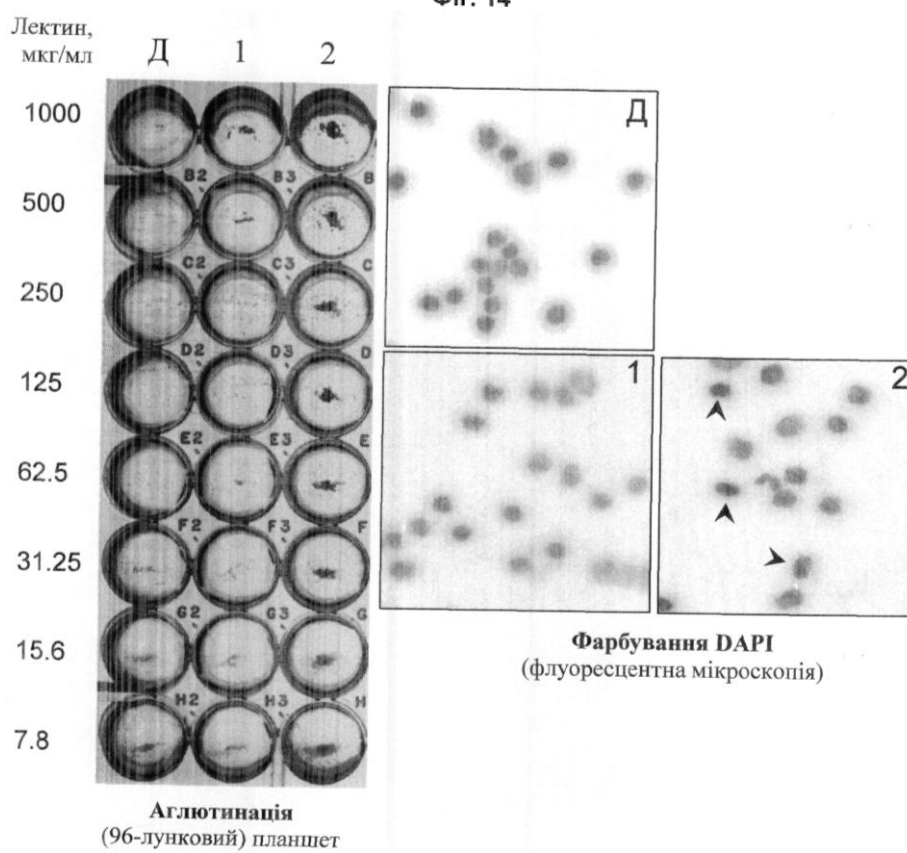 Фіг. 14
Лектин,
мкг/мл
Д 1 2
1000
500
250
125
62.5
31.25
15.6
7.8
B2 B3 B
C2 C3 C
D2 D3 D
E2 E3 E
F2 F3 F
G2 G3 G
H2 H3 H
Д
1
2
Аглютинація
(96-лунковий) планшет
Фарбування DAPI
(флуоресцентна мікроскопія)